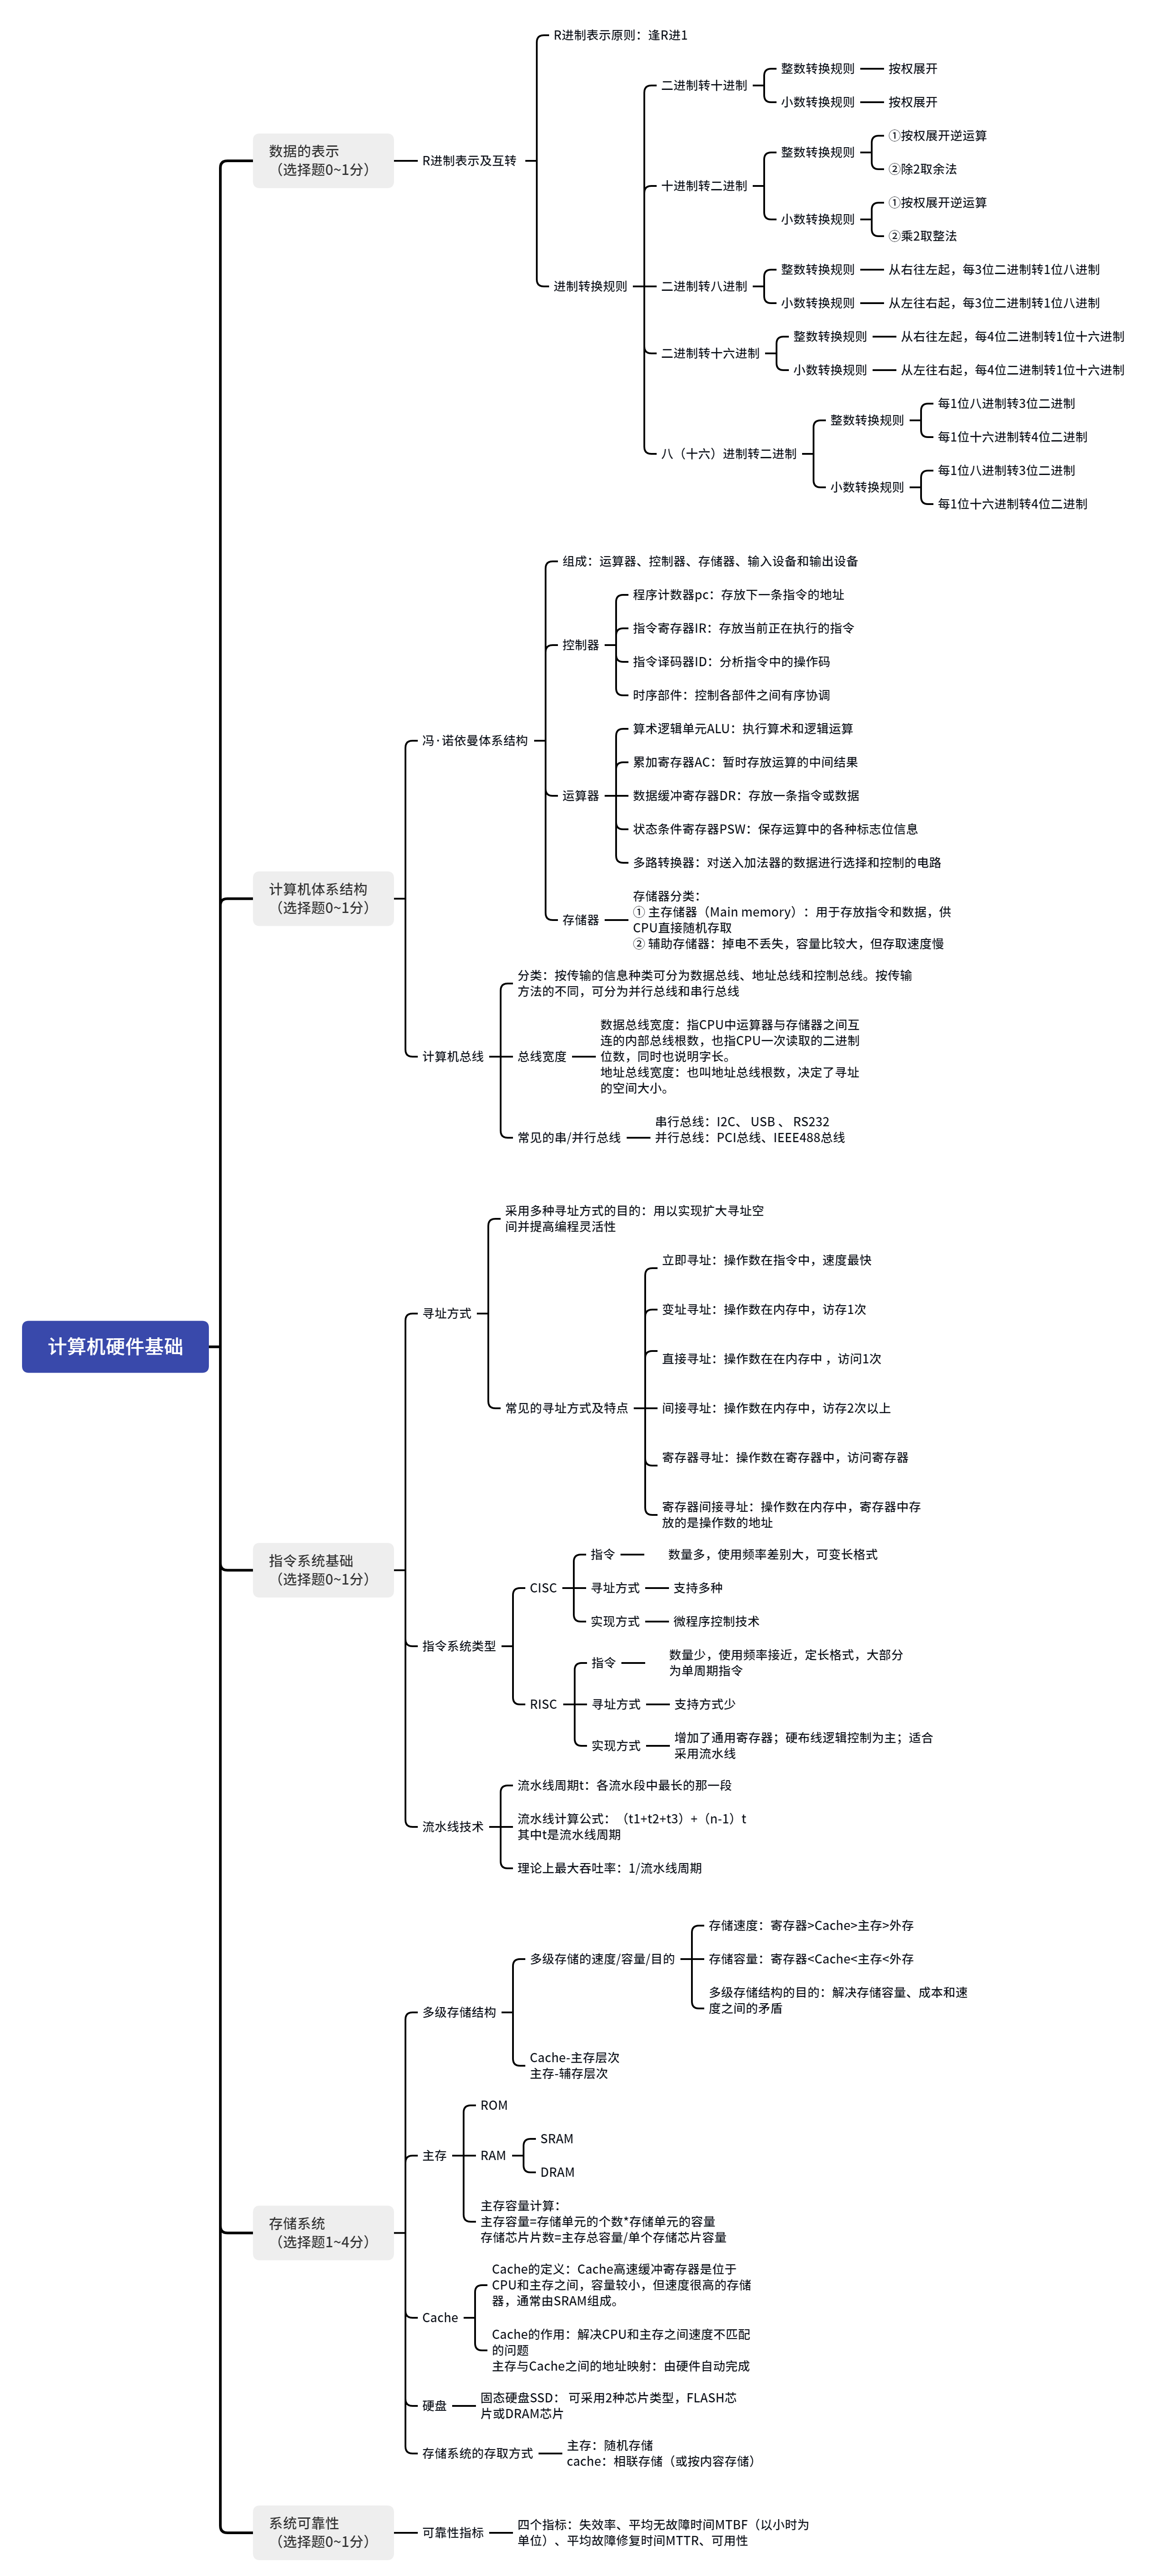 计算机硬件基础
数据的表示
（选择题0~1分）
R进制表示及互转
R进制表示原则：逢R进1
进制转换规则
二进制转十进制
整数转换规则
按权展开
小数转换规则
按权展开
十进制转二进制
整数转换规则
①按权展开逆运算
②除2取余法
小数转换规则
①按权展开逆运算
②乘2取整法
二进制转八进制
整数转换规则
从右往左起，每3位二进制转1位八进制
小数转换规则
从左往右起，每3位二进制转1位八进制
二进制转十六进制
整数转换规则
从右往左起，每4位二进制转1位十六进制
小数转换规则
从左往右起，每4位二进制转1位十六进制
八（十六）进制转二进制
整数转换规则
每1位八进制转3位二进制
每1位十六进制转4位二进制
小数转换规则
每1位八进制转3位二进制
每1位十六进制转4位二进制
计算机体系结构
（选择题0~1分）
冯·诺依曼体系结构
组成：运算器、控制器、存储器、输入设备和输出设备
控制器
程序计数器pc：存放下一条指令的地址
指令寄存器IR：存放当前正在执行的指令
指令译码器ID：分析指令中的操作码
时序部件：控制各部件之间有序协调
运算器
算术逻辑单元ALU：执行算术和逻辑运算
累加寄存器AC：暂时存放运算的中间结果
数据缓冲寄存器DR：存放一条指令或数据
状态条件寄存器PSW：保存运算中的各种标志位信息
多路转换器：对送入加法器的数据进行选择和控制的电路
存储器
存储器分类：
① 主存储器（Main memory）：用于存放指令和数据，供
CPU直接随机存取
② 辅助存储器：掉电不丢失，容量比较大，但存取速度慢
计算机总线
分类：按传输的信息种类可分为数据总线、地址总线和控制总线。按传输
方法的不同，可分为并行总线和串行总线
总线宽度
数据总线宽度：指CPU中运算器与存储器之间互
连的内部总线根数，也指CPU一次读取的二进制
位数，同时也说明字长。
地址总线宽度：也叫地址总线根数，决定了寻址
的空间大小。
常见的串/并行总线
串行总线：I2C、 USB 、 RS232
并行总线：PCI总线、IEEE488总线
指令系统基础
（选择题0~1分）
寻址方式
采用多种寻址方式的目的：用以实现扩大寻址空
间并提高编程灵活性
常见的寻址方式及特点
立即寻址：操作数在指令中，速度最快
变址寻址：操作数在内存中，访存1次
直接寻址：操作数在在内存中 ，访问1次
间接寻址：操作数在内存中，访存2次以上
寄存器寻址：操作数在寄存器中，访问寄存器
寄存器间接寻址：操作数在内存中，寄存器中存
放的是操作数的地址
指令系统类型
CISC
指令
数量多，使用频率差别大，可变长格式
寻址方式
支持多种
实现方式
微程序控制技术
RISC
指令
数量少，使用频率接近，定长格式，大部分
为单周期指令
寻址方式
支持方式少
实现方式
增加了通用寄存器；硬布线逻辑控制为主；适合
采用流水线
流水线技术
流水线周期t：各流水段中最长的那一段
流水线计算公式：（t1+t2+t3）+（n-1）t
其中t是流水线周期
理论上最大吞吐率：1/流水线周期
存储系统
（选择题1~4分）
多级存储结构
多级存储的速度/容量/目的
存储速度：寄存器>Cache>主存>外存
存储容量：寄存器<Cache<主存<外存
多级存储结构的目的：解决存储容量、成本和速
度之间的矛盾
Cache-主存层次
主存-辅存层次
主存
ROM
RAM
SRAM
DRAM
主存容量计算：
主存容量=存储单元的个数*存储单元的容量
存储芯片片数=主存总容量/单个存储芯片容量
Cache
Cache的定义：Cache高速缓冲寄存器是位于
CPU和主存之间，容量较小，但速度很高的存储
器，通常由SRAM组成。
Cache的作用：解决CPU和主存之间速度不匹配
的问题
主存与Cache之间的地址映射：由硬件自动完成
硬盘
固态硬盘SSD： 可采用2种芯片类型，FLASH芯
片或DRAM芯片
存储系统的存取方式
主存：随机存储
cache：相联存储（或按内容存储）
系统可靠性
（选择题0~1分）
可靠性指标
四个指标：失效率、平均无故障时间MTBF（以小时为
单位）、平均故障修复时间MTTR、可用性